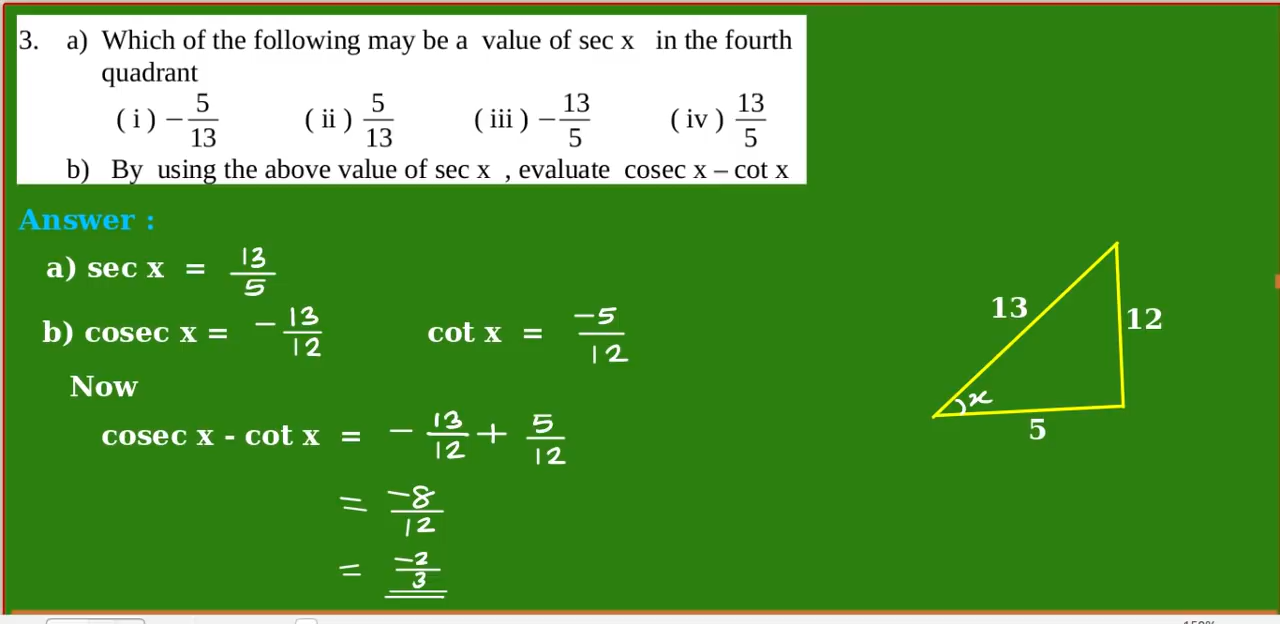 3. a) Which of the following may be a value of sec x in the fourth
quadrant
( i ) −5/13 ( ii ) 5/13 ( iii ) −13/5 ( iv ) 13/5
b) By using the above value of sec x , evaluate cosec x – cot x
Answer :
a) sec x = 13/5
b) cosec x = −13/12 cot x = −5/12
Now
cosec x - cot x = −13/12 + 5/12
= −8/12
= −2/3
13
12
x
5
150%